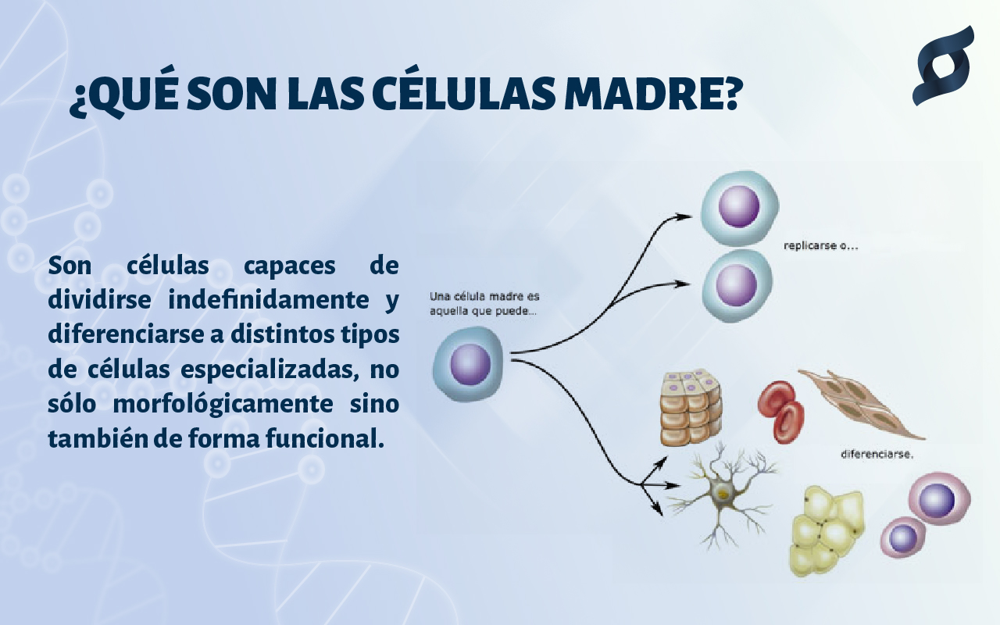 ¿QUÉ SON LAS CÉLULAS MADRE?
Son células capaces de
dividirse indefinidamente y
diferenciarse a distintos tipos
de células especializadas, no
sólo morfológicamente sino
también de forma funcional.
Una célula madre es
aquella que puede...
replicarse o...
diferenciarse.